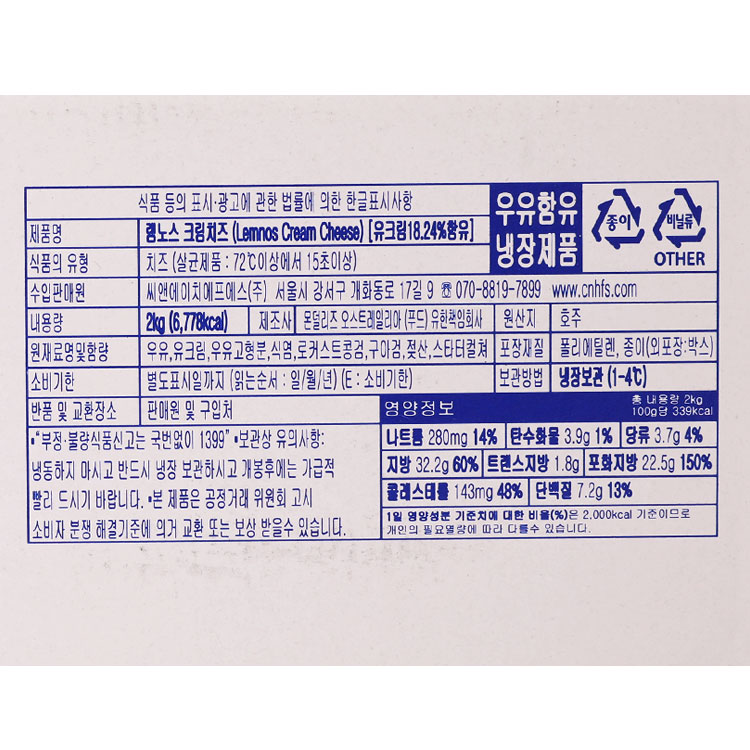 식품 등의 표시·광고에 관한 법률에 의한 한글표시사항
우유함유
냉장제품
종이
비닐류
OTHER
제품명 렘노스 크림치즈 (Lemnos Cream Cheese) [유크림18.24%함유]
식품의 유형 치즈 (살균제품 : 72℃이상에서 15초이상)
수입판매원 씨앤에이치에프에스(주) 서울시 강서구 개화동로 17길 9 ☏ 070-8819-7899 www.cnhfs.com
내용량 2kg (6,778kcal) 제조사 몬덜리즈 오스트레일리아 (푸드) 유한책임회사 원산지 호주
원재료명및함량 우유,유크림,우유고형분,식염,로커스트콩검,구아검,젖산,스타터컬쳐 포장재질 폴리에틸렌, 종이(외포장:박스)
소비기한 별도표시일까지 (읽는순서 : 일/월/년) (E : 소비기한) 보관방법 냉장보관 (1-4℃)
반품 및 교환장소 판매원 및 구입처
▪"부정·불량식품신고는 국번없이 1399" ▪보관상 유의사항:
냉동하지 마시고 반드시 냉장 보관하시고 개봉후에는 가급적
빨리 드시기 바랍니다. ▪본 제품은 공정거래 위원회 고시
소비자 분쟁 해결기준에 의거 교환 또는 보상 받을수 있습니다.
영양정보 총 내용량 2kg
100g당 339kcal
나트륨 280mg 14% 탄수화물 3.9g 1% 당류 3.7g 4%
지방 32.2g 60% 트랜스지방 1.8g 포화지방 22.5g 150%
콜레스테롤 143mg 48% 단백질 7.2g 13%
1일 영양성분 기준치에 대한 비율(%)은 2,000kcal 기준이므로
개인의 필요열량에 따라 다를수 있습니다.